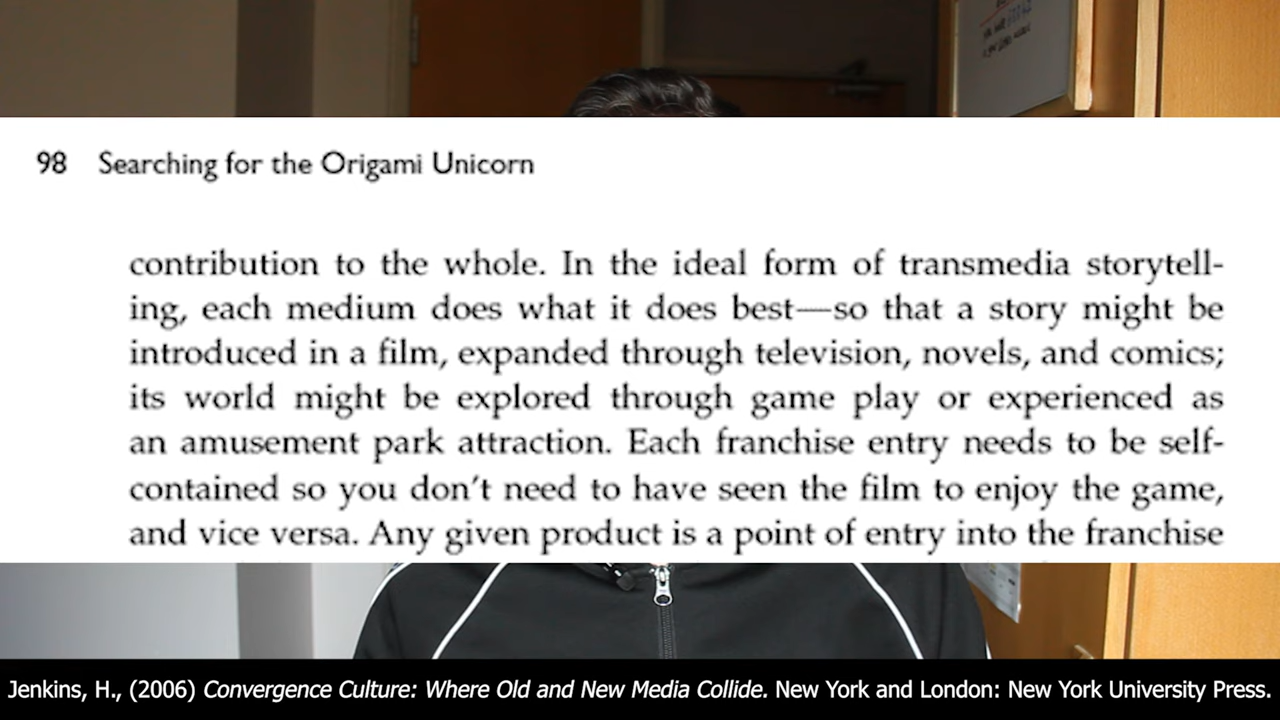 98 Searching for the Origami Unicorn
contribution to the whole. In the ideal form of transmedia storytell-
ing, each medium does what it does best—so that a story might be
introduced in a film, expanded through television, novels, and comics;
its world might be explored through game play or experienced as
an amusement park attraction. Each franchise entry needs to be self-
contained so you don't need to have seen the film to enjoy the game,
and vice versa. Any given product is a point of entry into the franchise
Jenkins, H., (2006) Convergence Culture: Where Old and New Media Collide. New York and London: New York University Press.